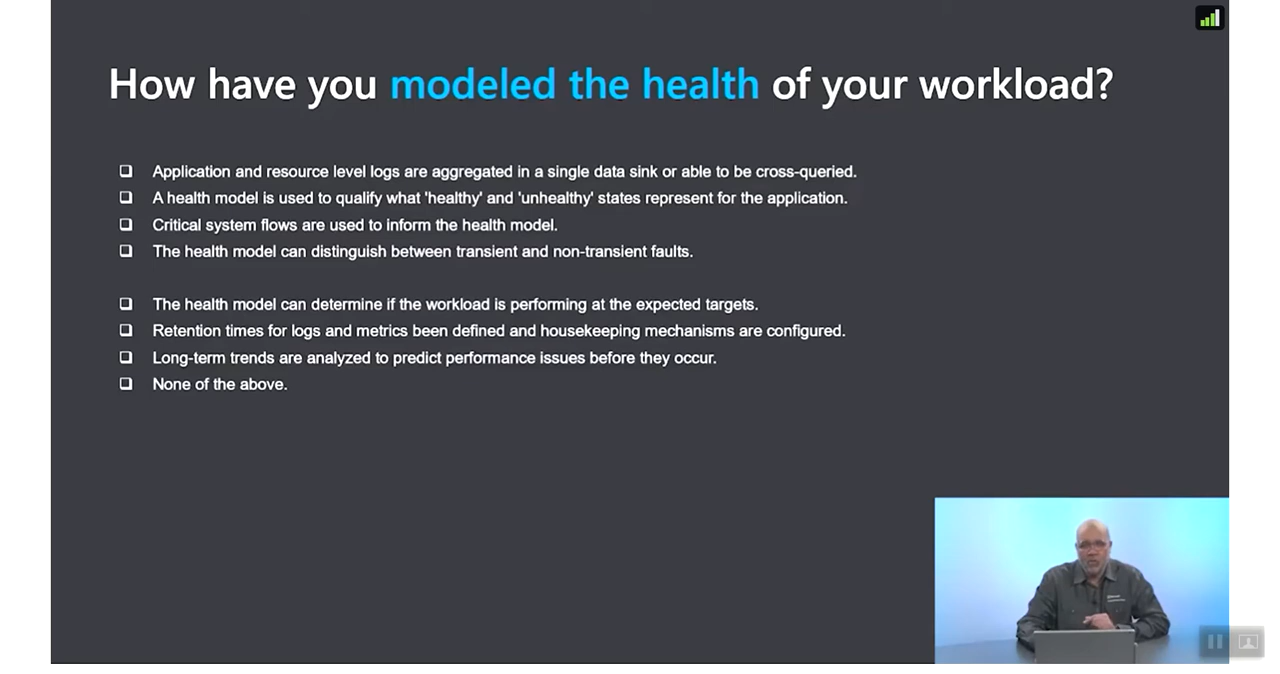 How have you modeled the health of your workload?
Application and resource level logs are aggregated in a single data sink or able to be cross-queried.
A health model is used to qualify what 'healthy' and 'unhealthy' states represent for the application.
Critical system flows are used to inform the health model.
The health model can distinguish between transient and non-transient faults.
The health model can determine if the workload is performing at the expected targets.
Retention times for logs and metrics been defined and housekeeping mechanisms are configured.
Long-term trends are analyzed to predict performance issues before they occur.
None of the above.